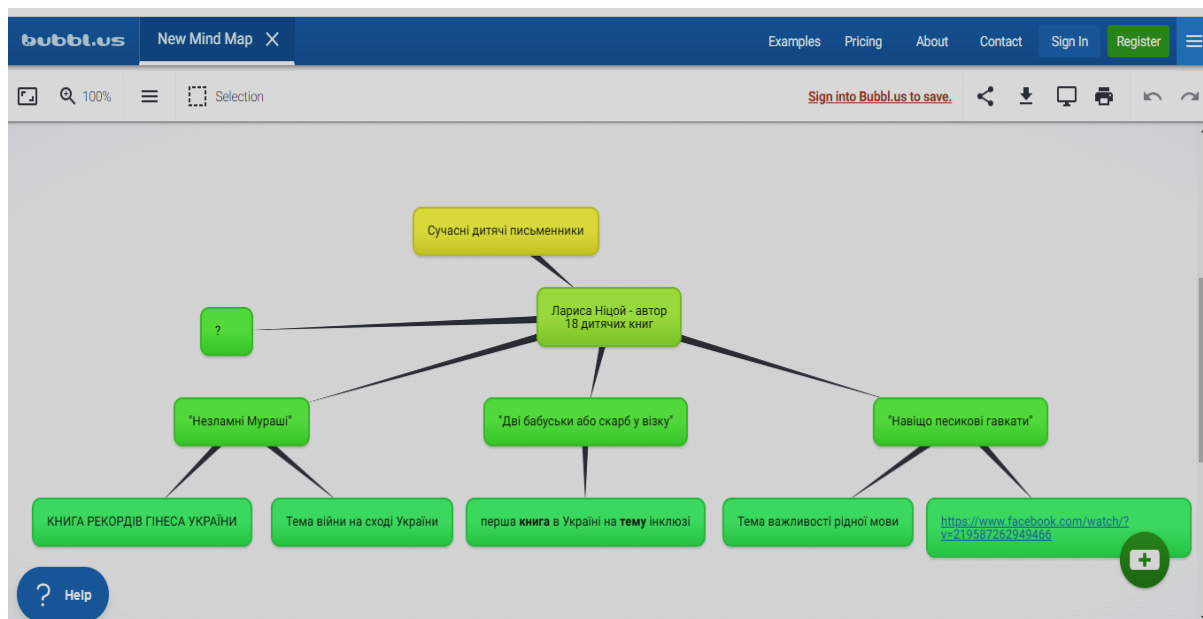 bubbl.us
New Mind Map
Examples
Pricing
About
Contact
Sign In
Register
100%
Selection
Sign into Bubbl.us to save.
Сучасні дитячі письменники
Лариса Ніцой - автор
18 дитячих книг
?
"Незламні Мураші"
"Дві бабуськи або скарб у візку"
"Навіщо песикові гавкати"
КНИГА РЕКОРДІВ ГІНЕСА УКРАЇНИ
Тема війни на сході України
перша книга в Україні на тему інклюзі
Тема важливості рідної мови
https://www.facebook.com/watch/?
v=219587262949466
? Help